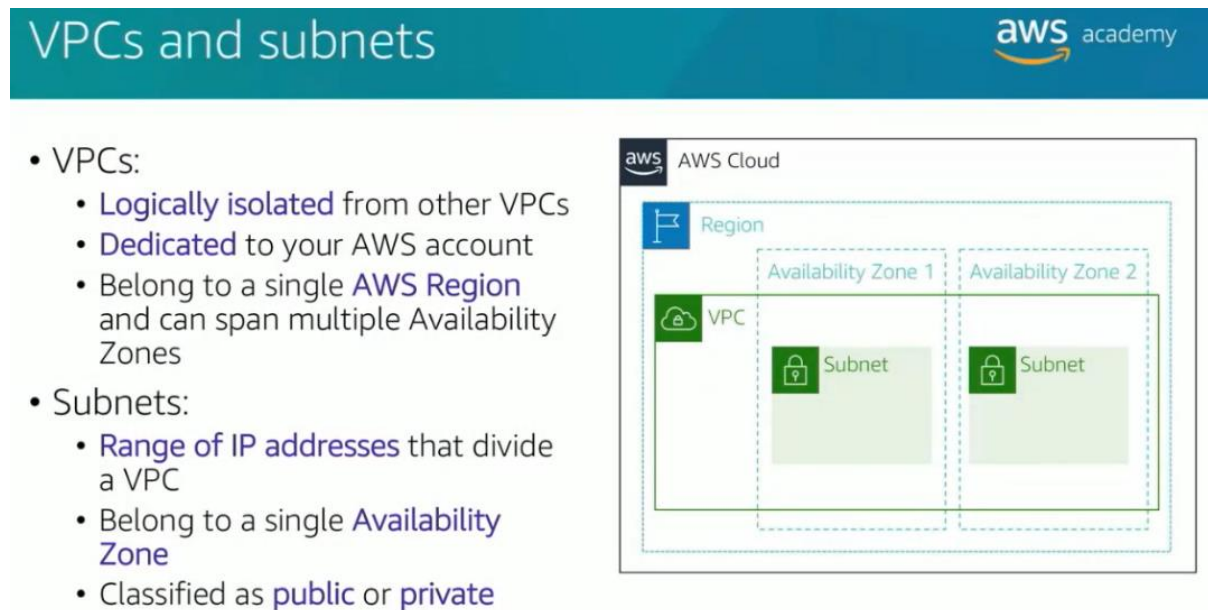 VPCs and subnets
aws academy
• VPCs:
• Logically isolated from other VPCs
• Dedicated to your AWS account
• Belong to a single AWS Region
and can span multiple Availability
Zones
• Subnets:
• Range of IP addresses that divide
a VPC
• Belong to a single Availability
Zone
• Classified as public or private
aws AWS Cloud
Region
Availability Zone 1
Availability Zone 2
VPC
Subnet
Subnet